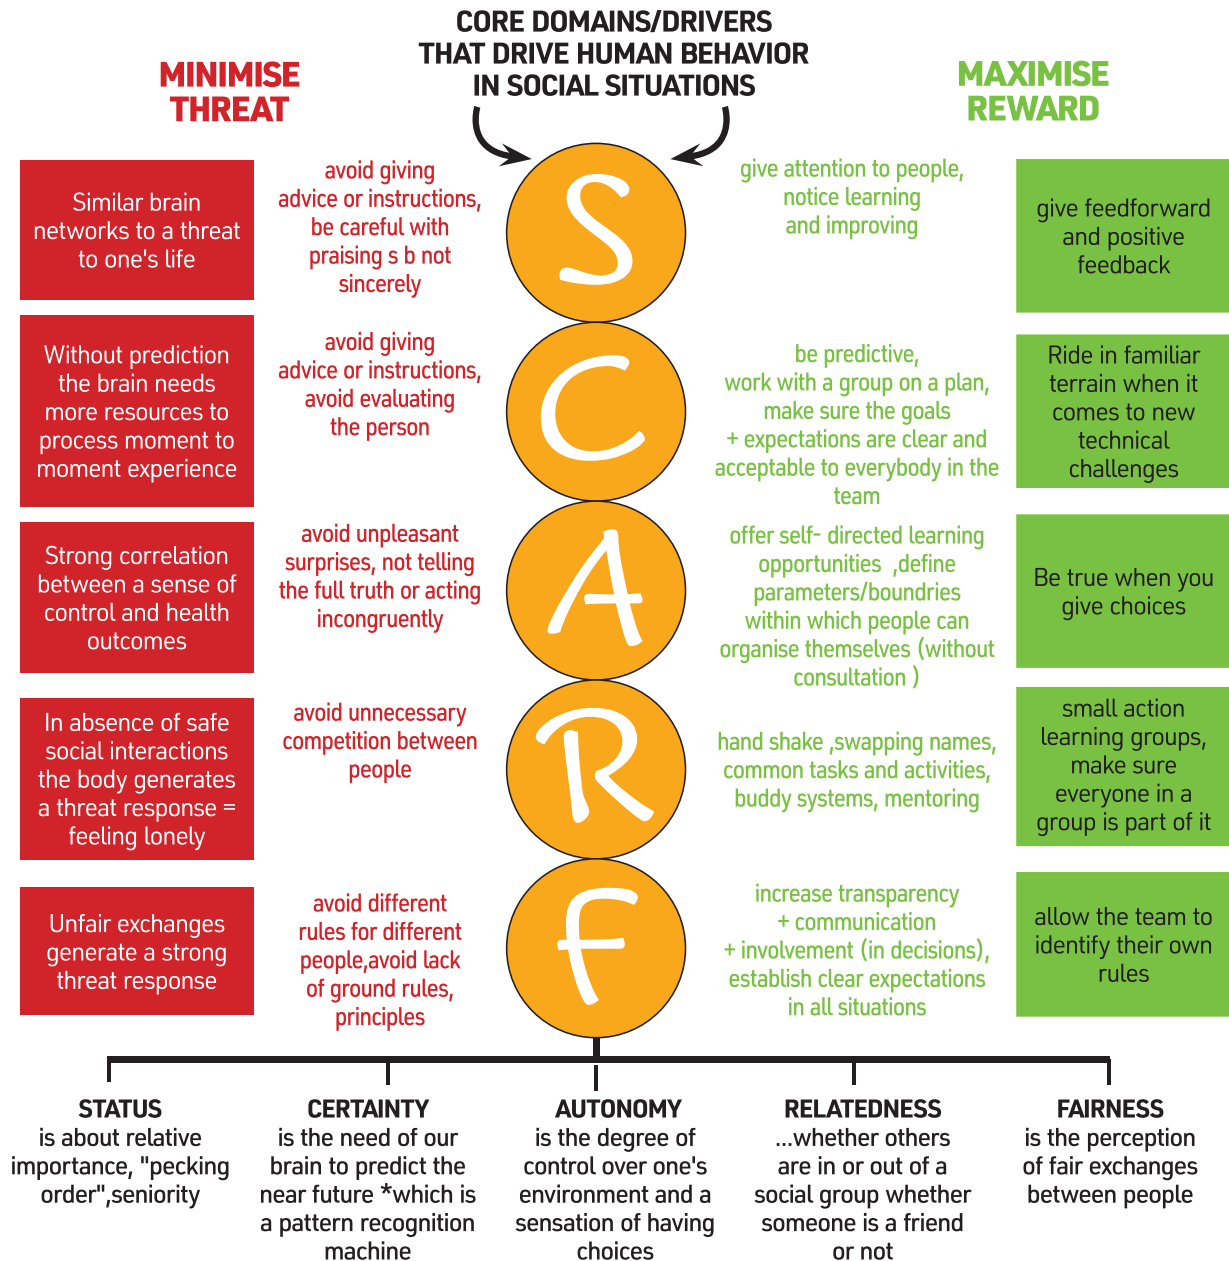 CORE DOMAINS/DRIVERS
THAT DRIVE HUMAN BEHAVIOR
IN SOCIAL SITUATIONS
MINIMISE
THREAT
MAXIMISE
REWARD
Similar brain
networks to a threat
to one's life
avoid giving
advice or instructions,
be careful with
praising s b not
sincerely
S
give attention to people,
notice learning
and improving
give feedforward
and positive
feedback
Without prediction
the brain needs
more resources to
process moment to
moment experience
avoid giving
advice or instructions,
avoid evaluating
the person
C
be predictive,
work with a group on a plan,
make sure the goals
+ expectations are clear and
acceptable to everybody in the
team
Ride in familiar
terrain when it
comes to new
technical
challenges
Strong correlation
between a sense of
control and health
outcomes
avoid unpleasant
surprises, not telling
the full truth or acting
incongruently
A
offer self- directed learning
opportunities ,define
parameters/boundries
within which people can
organise themselves (without
consultation )
Be true when you
give choices
In absence of safe
social interactions
the body generates
a threat response =
feeling lonely
avoid unnecessary
competition between
people
R
hand shake ,swapping names,
common tasks and activities,
buddy systems, mentoring
small action
learning groups,
make sure
everyone in a
group is part of it
Unfair exchanges
generate a strong
threat response
avoid different
rules for different
people,avoid lack
of ground rules,
principles
F
increase transparency
+ communication
+ involvement (in decisions),
establish clear expectations
in all situations
allow the team to
identify their own
rules
STATUS
is about relative
importance, "pecking
order",seniority
CERTAINTY
is the need of our
brain to predict the
near future *which is
a pattern recognition
machine
AUTONOMY
is the degree of
control over one's
environment and a
sensation of having
choices
RELATEDNESS
...whether others
are in or out of a
social group whether
someone is a friend
or not
FAIRNESS
is the perception
of fair exchanges
between people